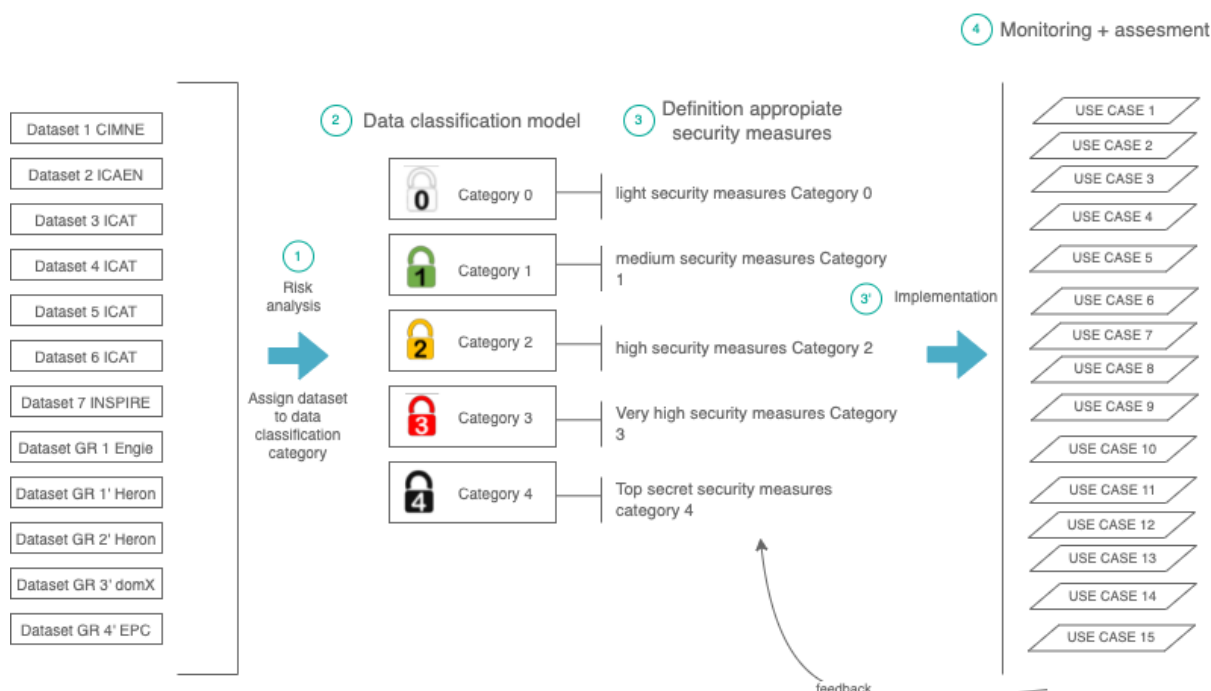 4 Monitoring + assesment
Dataset 1 CIMNE
Dataset 2 ICAEN
Dataset 3 ICAT
Dataset 4 ICAT
Dataset 5 ICAT
Dataset 6 ICAT
Dataset 7 INSPIRE
Dataset GR 1 Engie
Dataset GR 1' Heron
Dataset GR 2' Heron
Dataset GR 3' domX
Dataset GR 4' EPC
1
Risk
analysis
Assign dataset
to data
classification
category
2 Data classification model
0 Category 0
1 Category 1
2 Category 2
3 Category 3
4 Category 4
3 Definition appropiate
security measures
light security measures Category 0
medium security measures Category
1
high security measures Category 2
Very high security measures Category
3
Top secret security measures
category 4
3' Implementation
feedback
USE CASE 1
USE CASE 2
USE CASE 3
USE CASE 4
USE CASE 5
USE CASE 6
USE CASE 7
USE CASE 8
USE CASE 9
USE CASE 10
USE CASE 11
USE CASE 12
USE CASE 13
USE CASE 14
USE CASE 15